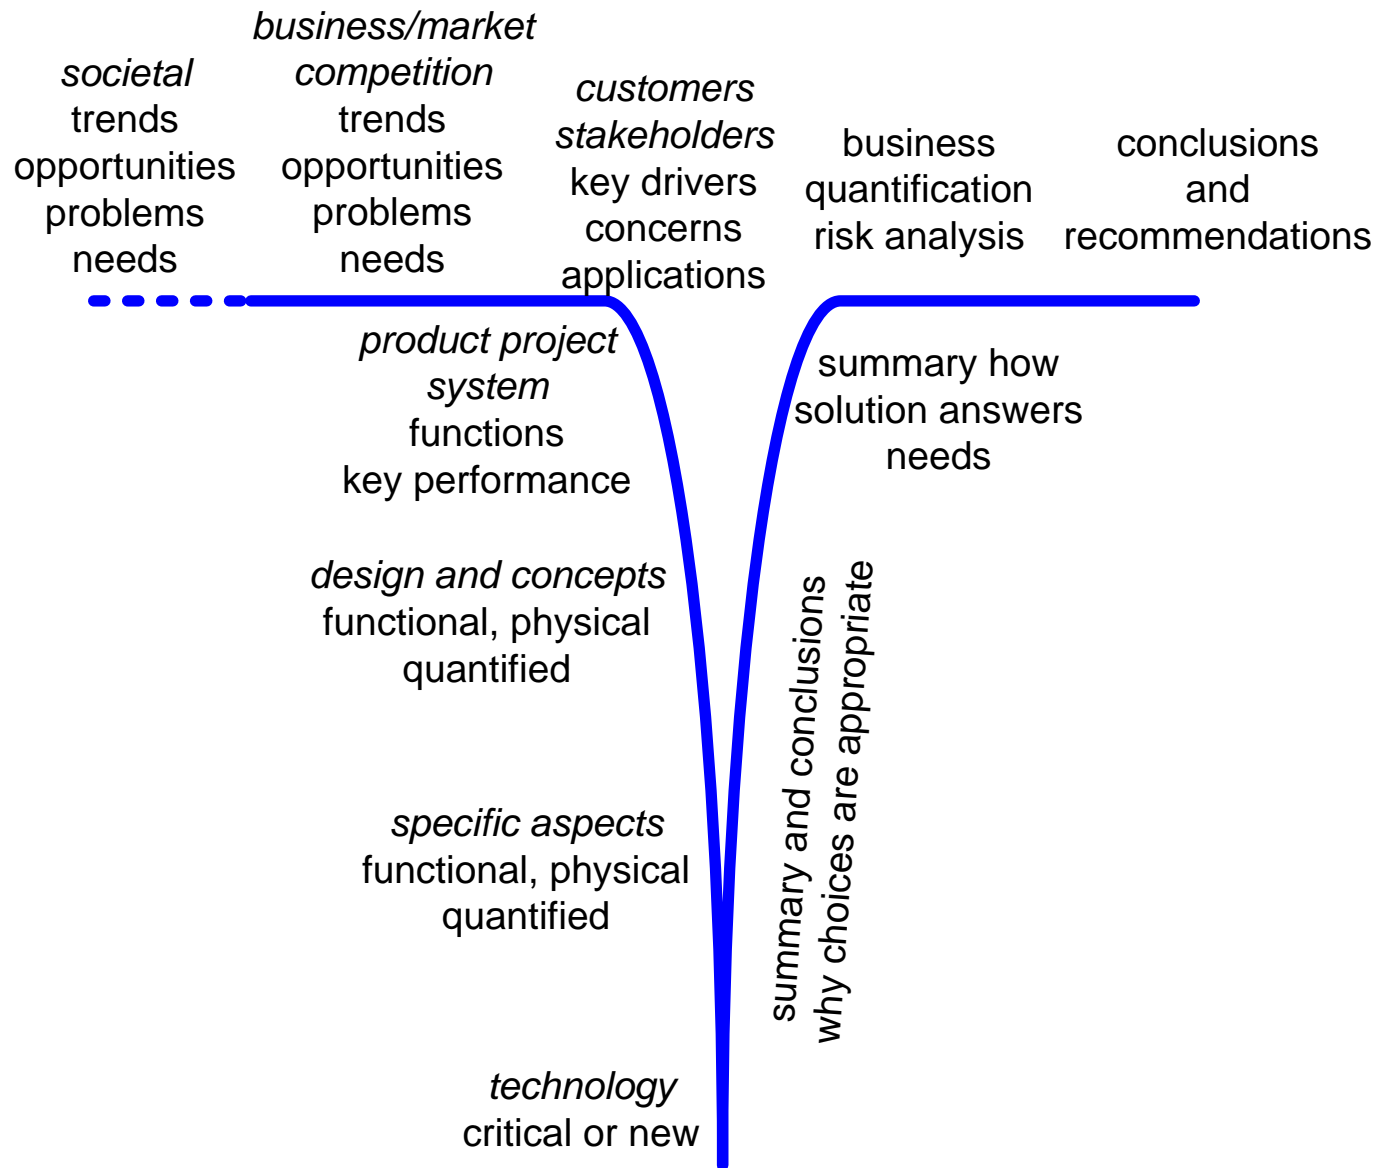 societal
trends
opportunities
problems
needs
business/market
competition
trends
opportunities
problems
needs
customers
stakeholders
key drivers
concerns
applications
business
quantification
risk analysis
conclusions
and
recommendations
product project
system
functions
key performance
summary how
solution answers
needs
design and concepts
functional, physical
quantified
specific aspects
functional, physical
quantified
summary and conclusions
why choices are appropriate
technology
critical or new